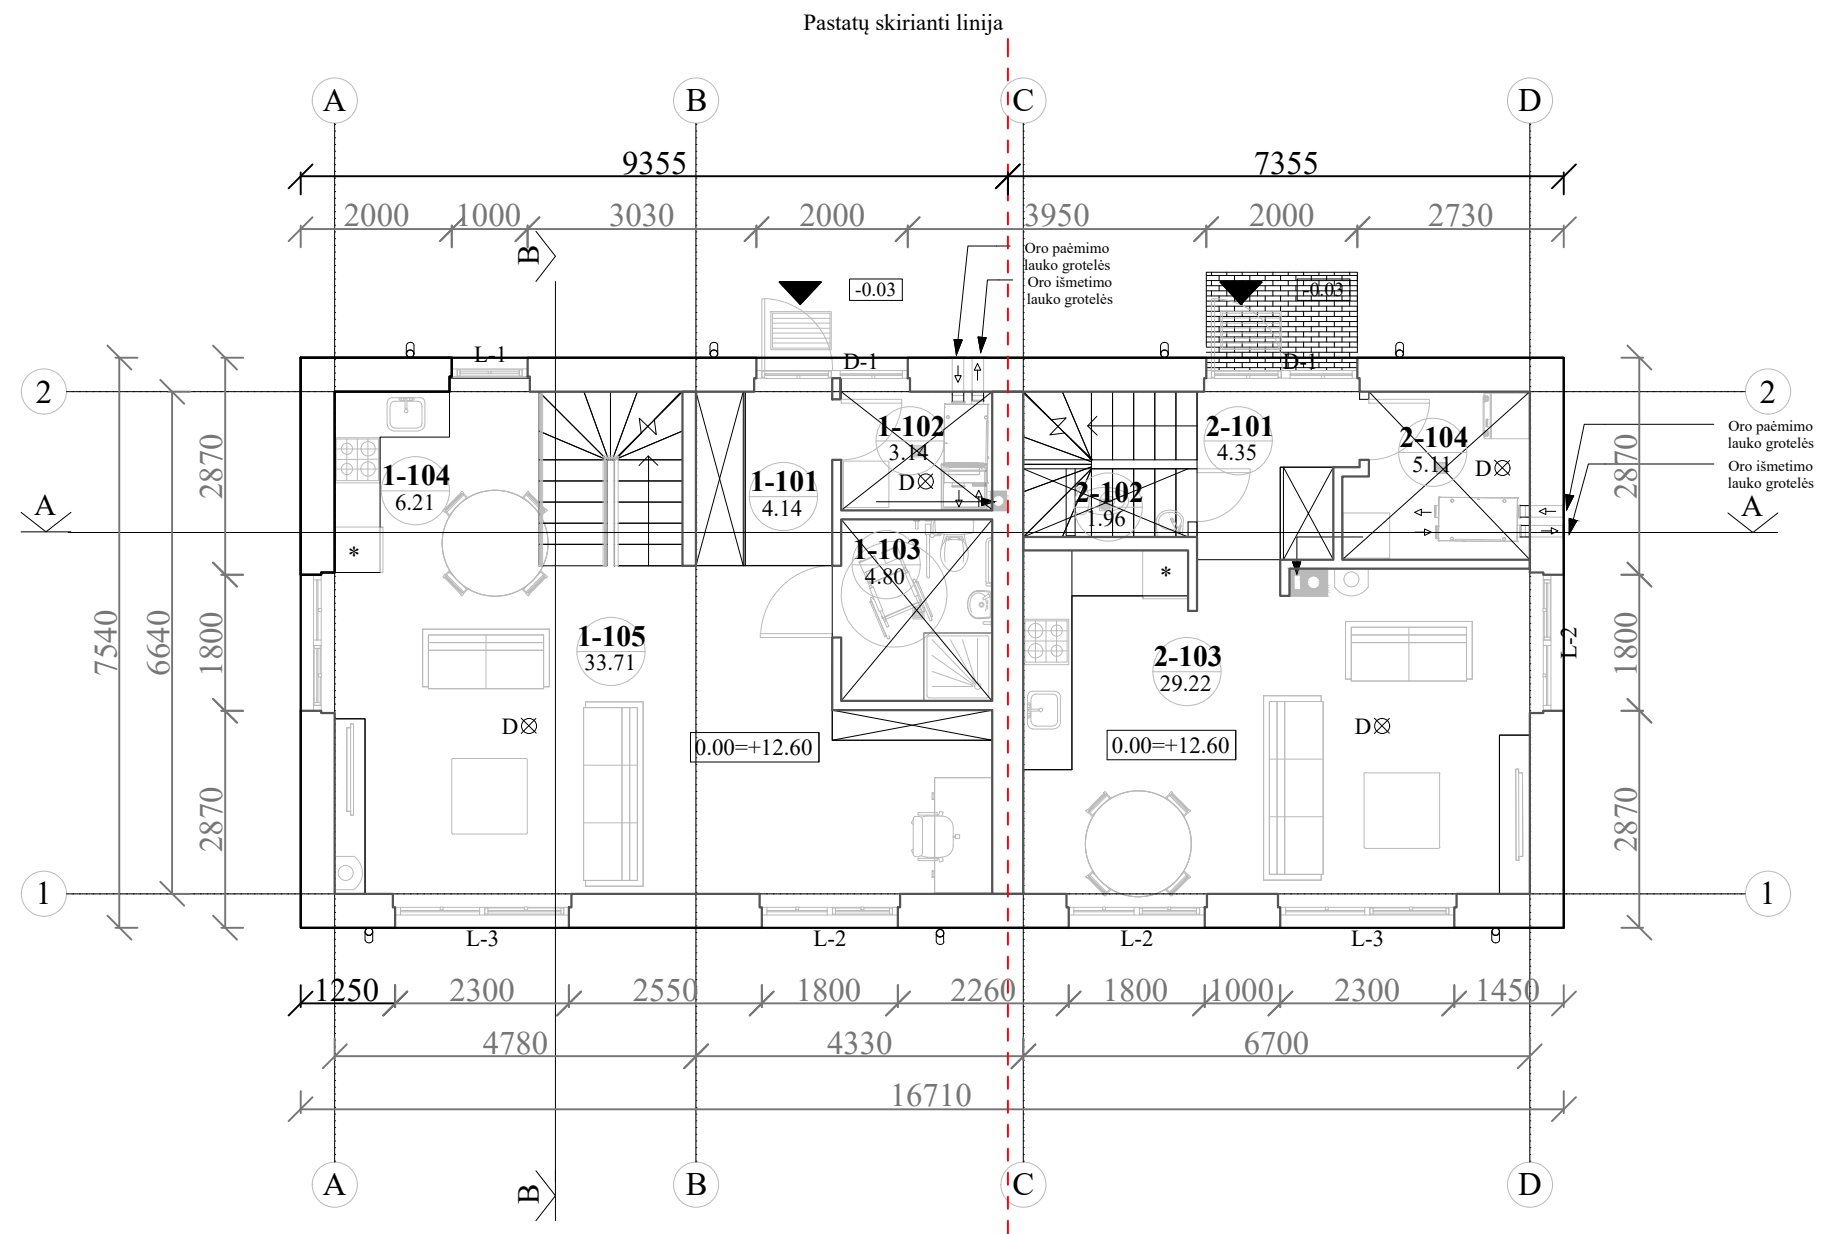 Pastatų skirianti linija
A
B
C
D
9355
7355
2000
1000
3030
2000
3950
2000
2730
B
Oro paėmimo
lauko grotelės
Oro išmetimo
lauko grotelės
-0.03
-0.03
L-1
D-1
D-1
2
2
Oro paėmimo
lauko grotelės
Oro išmetimo
lauko grotelės
1-102
3.14
2-101
4.35
2-104
5.11
D
D
1-104
6.21
1-101
4.14
2-102
1.96
A
A
*
1-103
4.80
*
7540
6640
2870
1800
2870
2870
1800
2870
L-2
1-105
33.71
2-103
29.22
D
D
0.00=+12.60
0.00=+12.60
1
1
L-3
L-2
L-2
L-3
1250
2300
2550
1800
2260
1800
1000
2300
1450
4780
4330
6700
16710
A
B
B
C
D